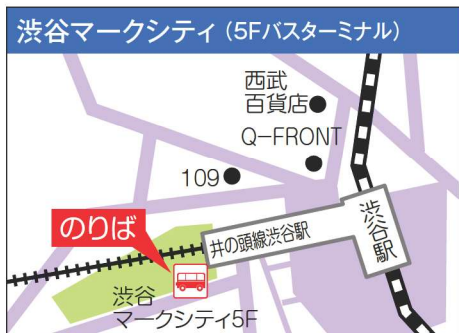 渋谷マークシティ（5Fバスターミナル）
西武
百貨店
Q-FRONT
109
のりば
井の頭線渋谷駅
渋谷駅
渋谷
マークシティ5F